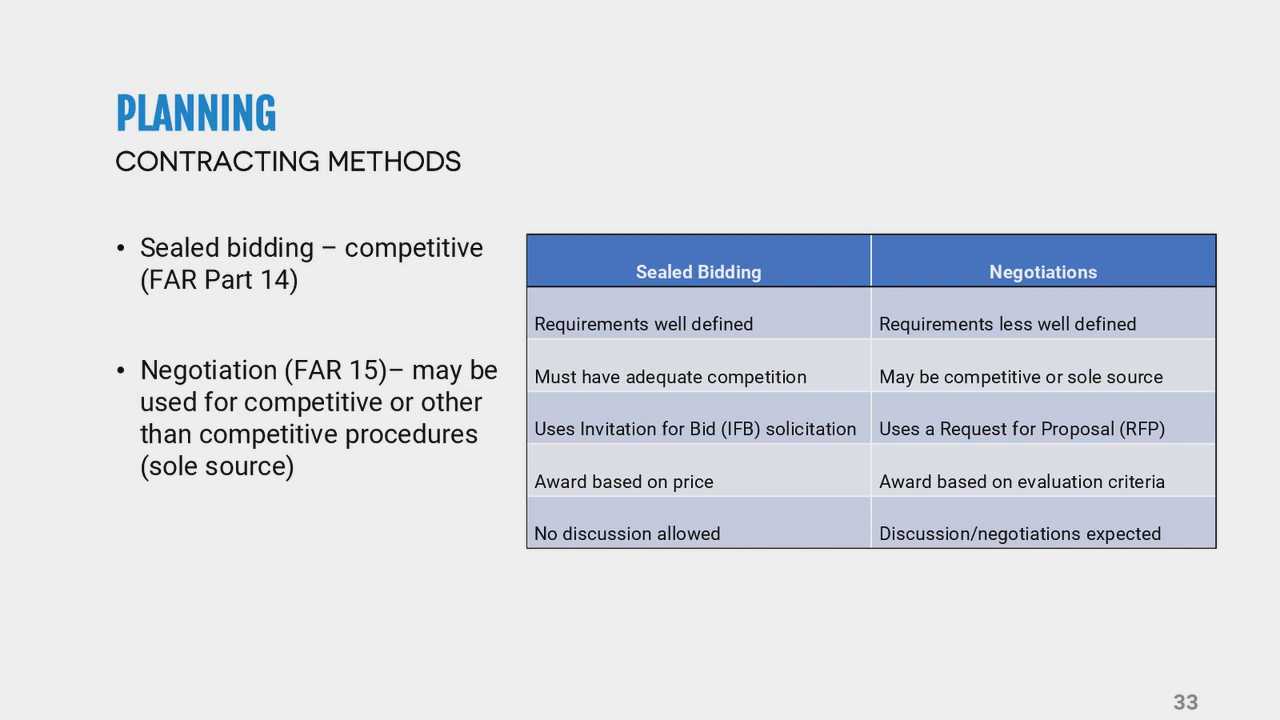 PLANNING
CONTRACTING METHODS
• Sealed bidding – competitive
(FAR Part 14)
• Negotiation (FAR 15)– may be
used for competitive or other
than competitive procedures
(sole source)
Sealed Bidding Negotiations
Requirements well defined Requirements less well defined
Must have adequate competition May be competitive or sole source
Uses Invitation for Bid (IFB) solicitation Uses a Request for Proposal (RFP)
Award based on price Award based on evaluation criteria
No discussion allowed Discussion/negotiations expected
33